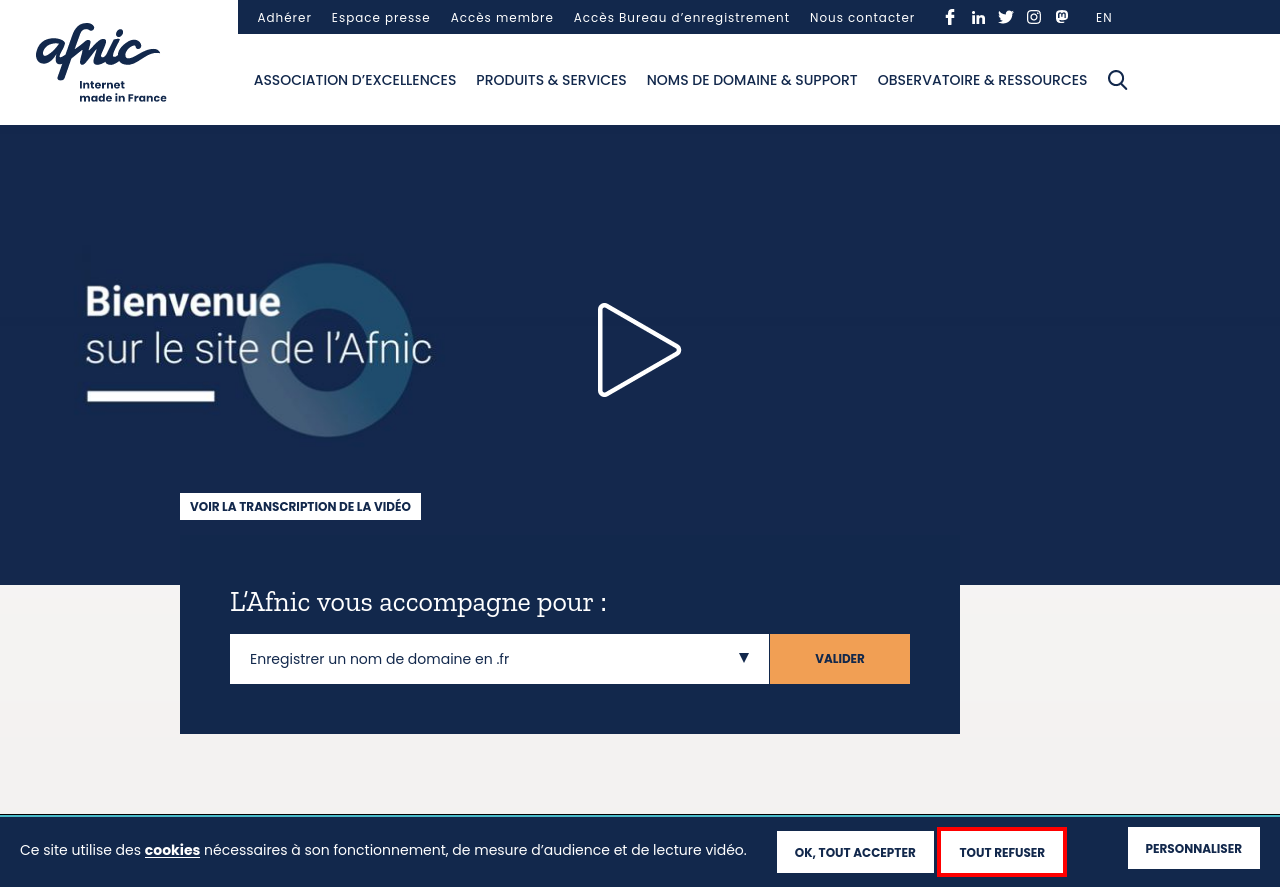 Adhérer Espace presse Accès membre Accès Bureau d’enregistrement Nous contacter EN
afnic
Internet
made in France
ASSOCIATION D’EXCELLENCES PRODUITS & SERVICES NOMS DE DOMAINE & SUPPORT OBSERVATOIRE & RESSOURCES
Bienvenue
sur le site de l’Afnic
VOIR LA TRANSCRIPTION DE LA VIDÉO
L’Afnic vous accompagne pour :
Enregistrer un nom de domaine en .fr
VALIDER
Ce site utilise des cookies nécessaires à son fonctionnement, de mesure d’audience et de lecture vidéo.
OK, TOUT ACCEPTER
TOUT REFUSER
PERSONNALISER